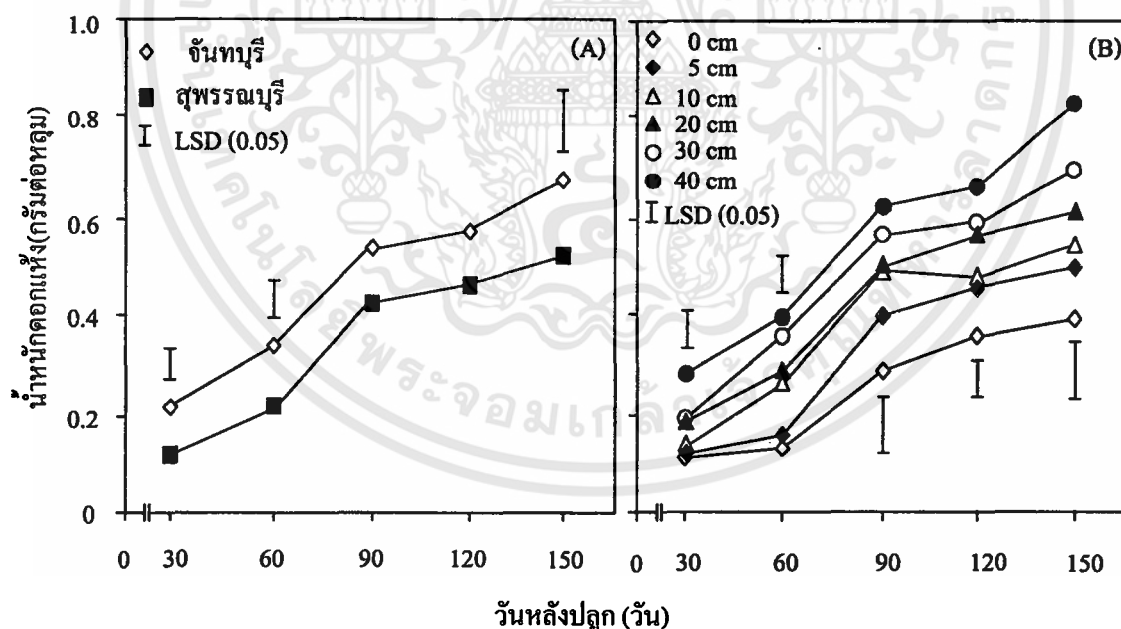 น้ำหนักดอกแห้ง(กรัมต่อหลุม)
1.0
0.8
0.6
0.4
0.2
0
(A)
จันทบุรี
สุพรรณบุรี
LSD (0.05)
0 30 60 90 120 150
(B)
0 cm
5 cm
10 cm
20 cm
30 cm
40 cm
LSD (0.05)
0 30 60 90 120 150
วันหลังปลูก (วัน)